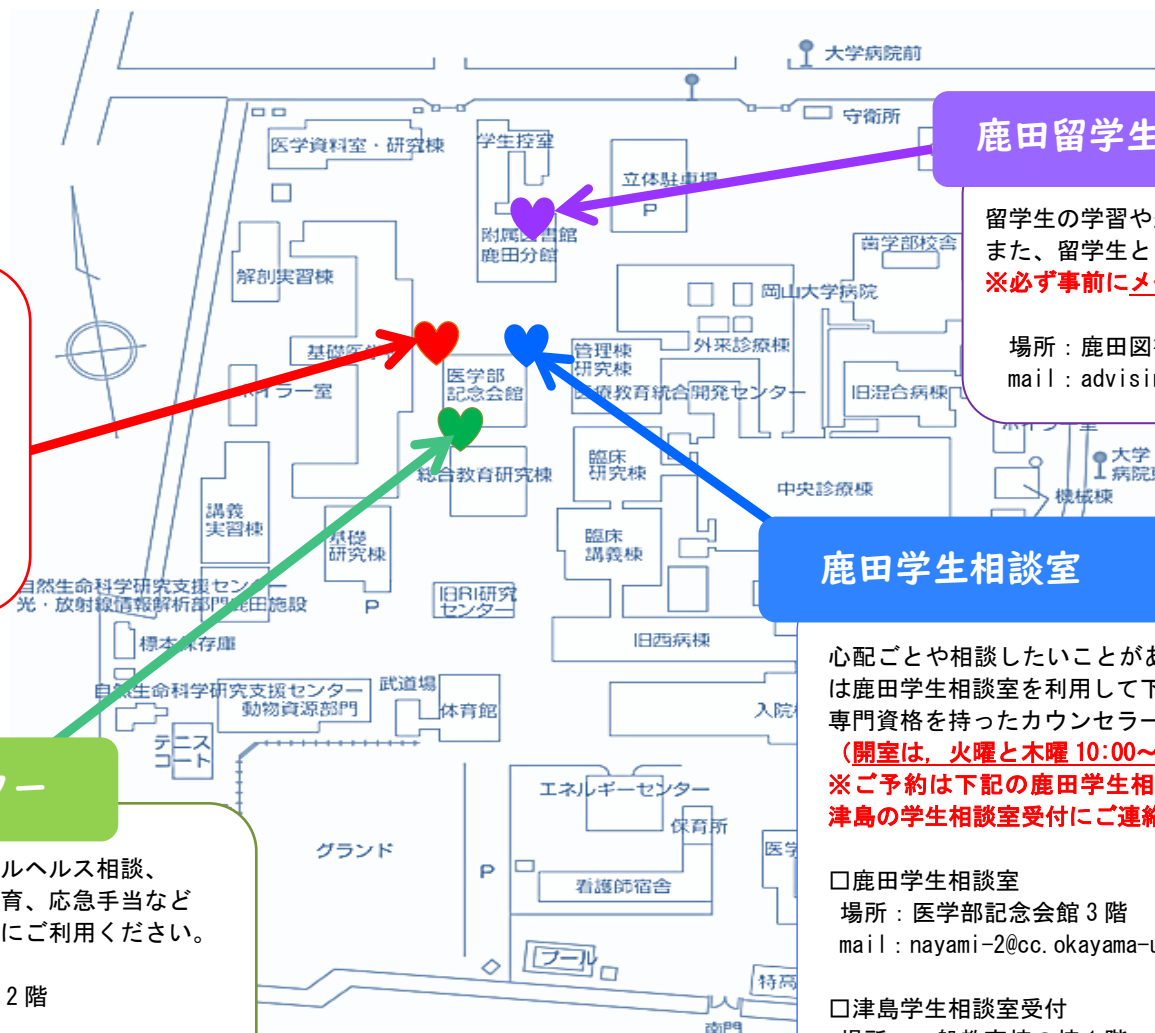 大学病院前
守衛所
医学資料室・研究棟
学生控室
立体駐車場
P
附属図書館
鹿田分館
歯学部校舎
解剖実習棟
岡山大学病院
外来診療棟
管理棟
研究棟
医療教育統合開発センター
旧混合病棟
基礎医学
医学部
記念会館
ボイラー室
ボイラー室
大学
病院東
機械棟
臨床
研究棟
総合教育研究棟
中央診療棟
講義
実習棟
基礎
研究棟
臨床
講義棟
自然生命科学研究支援センター
光・放射線情報解析部門鹿田施設
P
旧RI研究
センター
標本保存庫
旧西病棟
自然生命科学研究支援センター
動物資源部門
武道場
体育館
入院
テニス
コート
エネルギーセンター
保育所
グランド
P
看護師宿舎
医学
プール
特高
南門
鹿田留学生
留学生の学習や
また、留学生と
※必ず事前にメ
場所：鹿田図
mail：advisi
鹿田学生相談室
心配ごとや相談したいことがあ
は鹿田学生相談室を利用して下
専門資格を持ったカウンセラー
（開室は，火曜と木曜 10:00～
※ご予約は下記の鹿田学生相
津島の学生相談室受付にご連絡
□鹿田学生相談室
場所：医学部記念会館 3 階
mail：nayami-2@cc.okayama-u
□津島学生相談室受付
ー
ルヘルス相談、
育、応急手当など
にご利用ください。
2 階